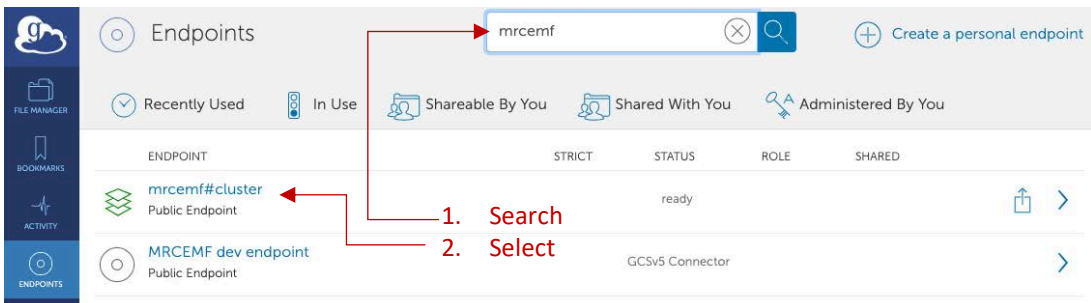 g
Endpoints
mrcemf
Create a personal endpoint
FILE MANAGER
Recently Used
In Use
Shareable By You
Shared With You
Administered By You
BOOKMARKS
ENDPOINT STRICT STATUS ROLE SHARED
ACTIVITY
mrcemf#cluster
Public Endpoint
ready
1. Search
2. Select
ENDPOINTS
MRCEMF dev endpoint
Public Endpoint
GCSv5 Connector